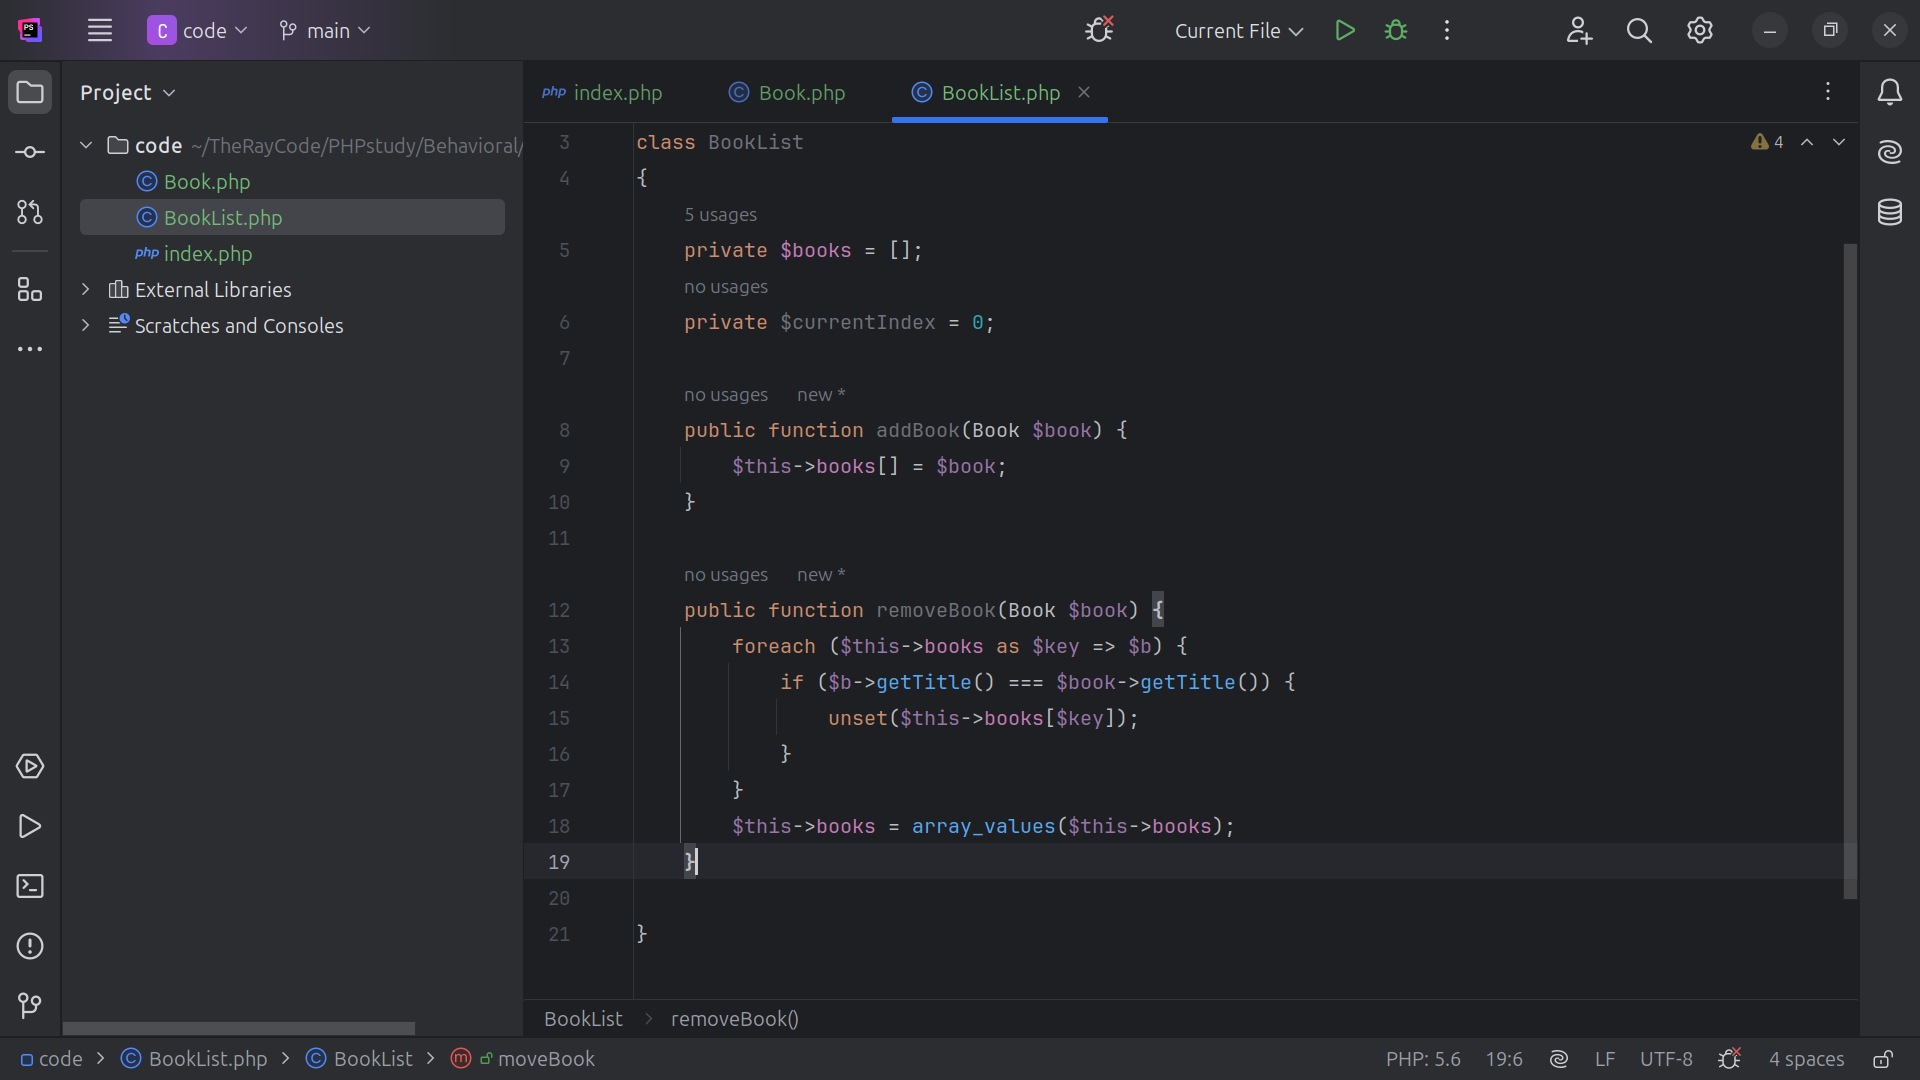 PS
C code main
Current File
Project
code ~/TheRayCode/PHPstudy/Behavioral/
Book.php
BookList.php
php index.php
External Libraries
Scratches and Consoles
php index.php Book.php BookList.php
4
3 class BookList
4 {
5 usages
5 private $books = [];
no usages
6 private $currentIndex = 0;
7
no usages new *
8 public function addBook(Book $book) {
9 $this->books[] = $book;
10 }
11
no usages new *
12 public function removeBook(Book $book) {
13 foreach ($this->books as $key => $b) {
14 if ($b->getTitle() === $book->getTitle()) {
15 unset($this->books[$key]);
16 }
17 }
18 $this->books = array_values($this->books);
19 }
20
21 }
BookList > removeBook()
code > BookList.php > BookList > m moveBook
PHP: 5.6 19:6 LF UTF-8 4 spaces